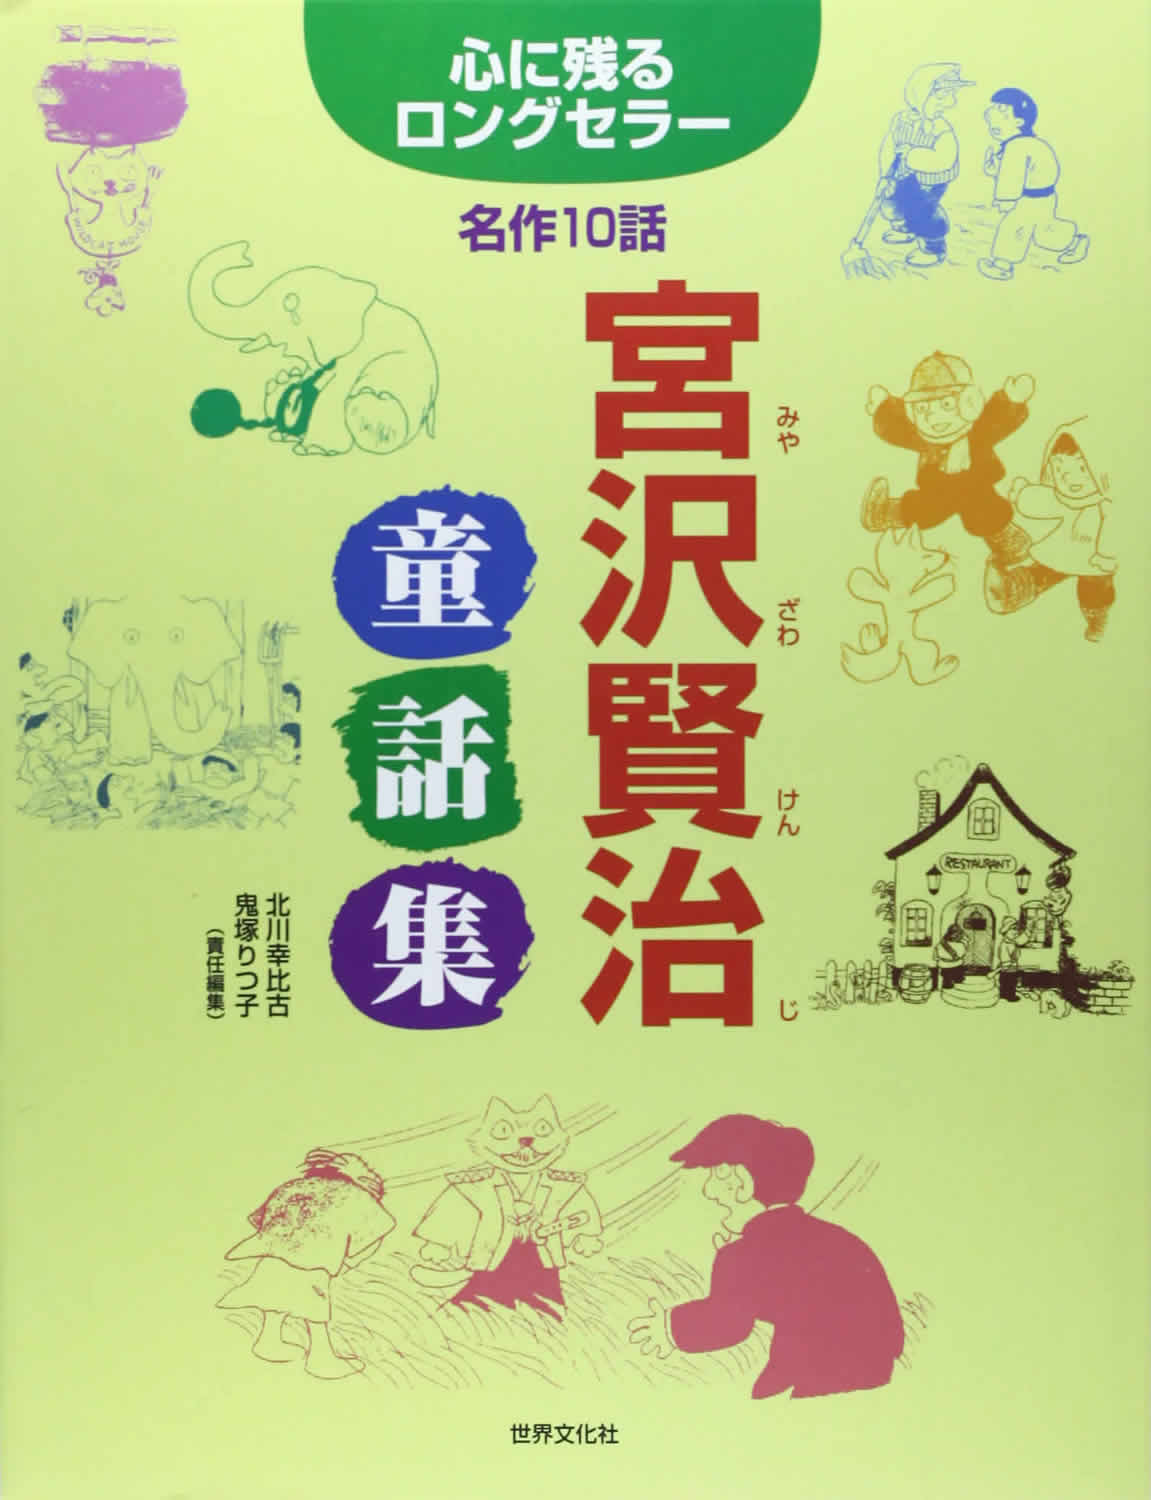 心に残る
ロングセラー
名作10話
宮沢賢治
みや
ざわ
けん
じ
童話集
北川幸比古
鬼塚りつ子
（責任編集）
WILDCAT HOUSE
RESTAURANT
世界文化社